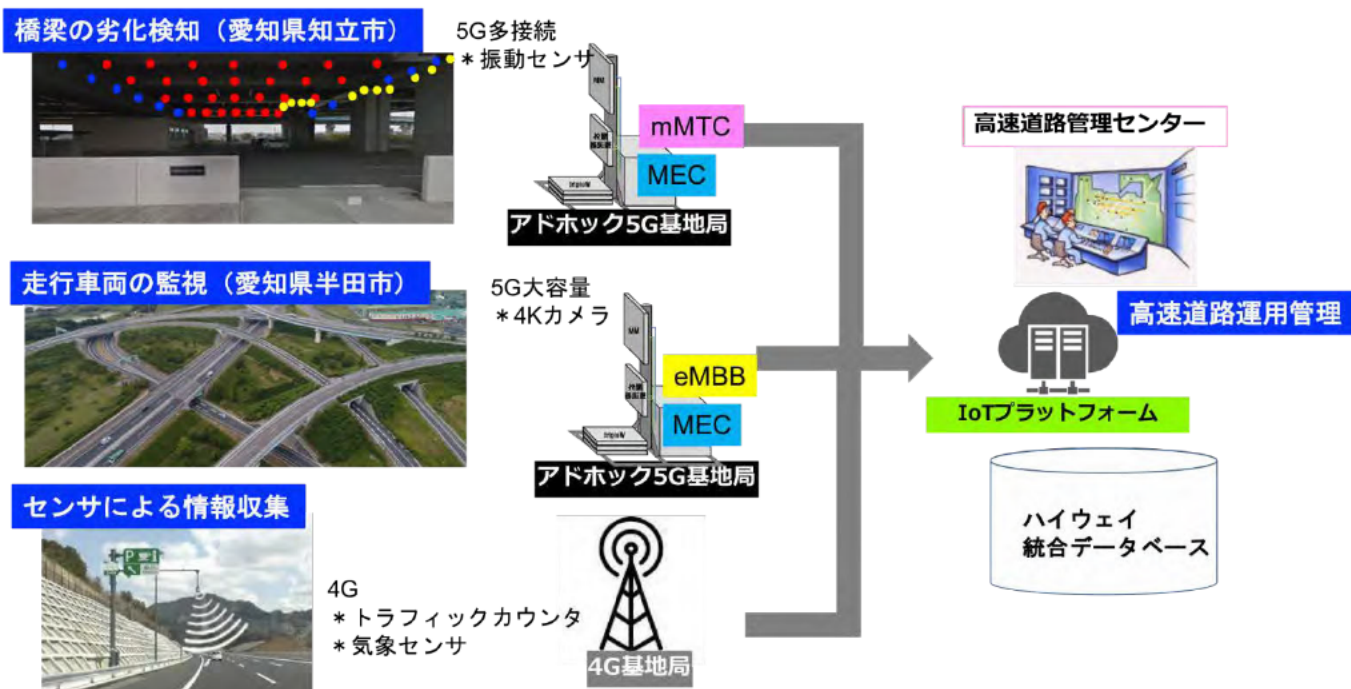 橋梁の劣化検知（愛知県知立市）
5G多接続
＊振動センサ
mMTC
MEC
アドホック5G基地局
走行車両の監視（愛知県半田市）
5G大容量
＊4Kカメラ
eMBB
MEC
アドホック5G基地局
センサによる情報収集
4G
＊トラフィックカウンタ
＊気象センサ
4G基地局
高速道路管理センター
高速道路運用管理
IoTプラットフォーム
ハイウェイ
統合データベース